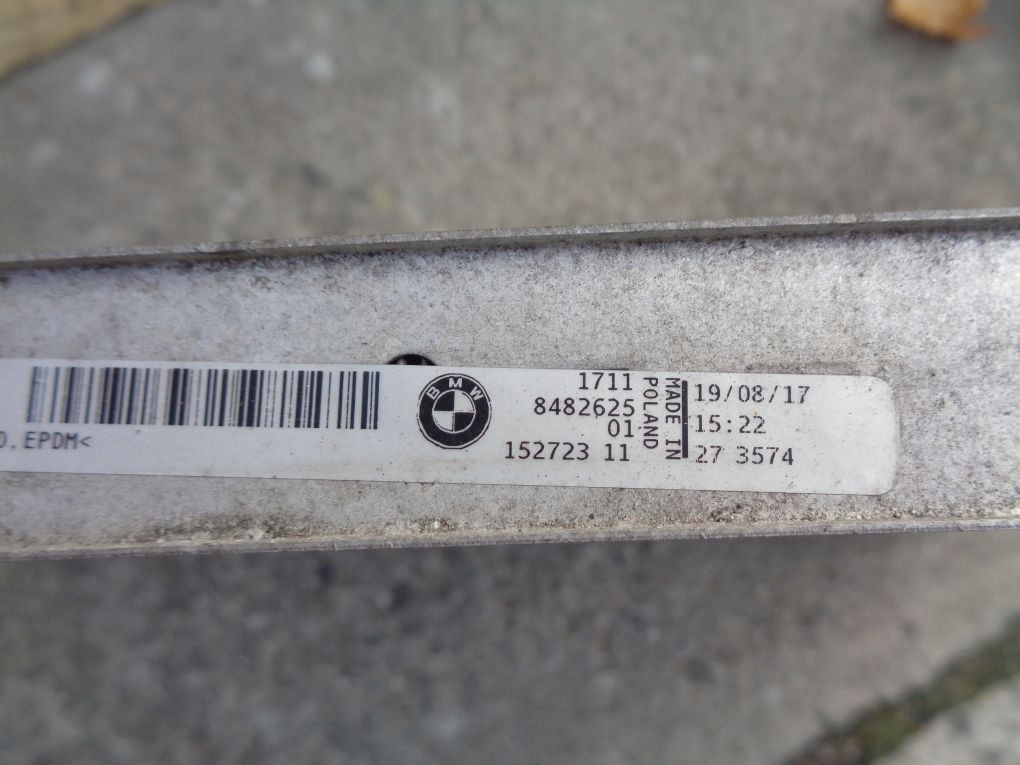 O.EPDM<
BMW
1711
8482625
01
152723 11
MADE IN
POLAND
19/08/17
15:22
27 3574